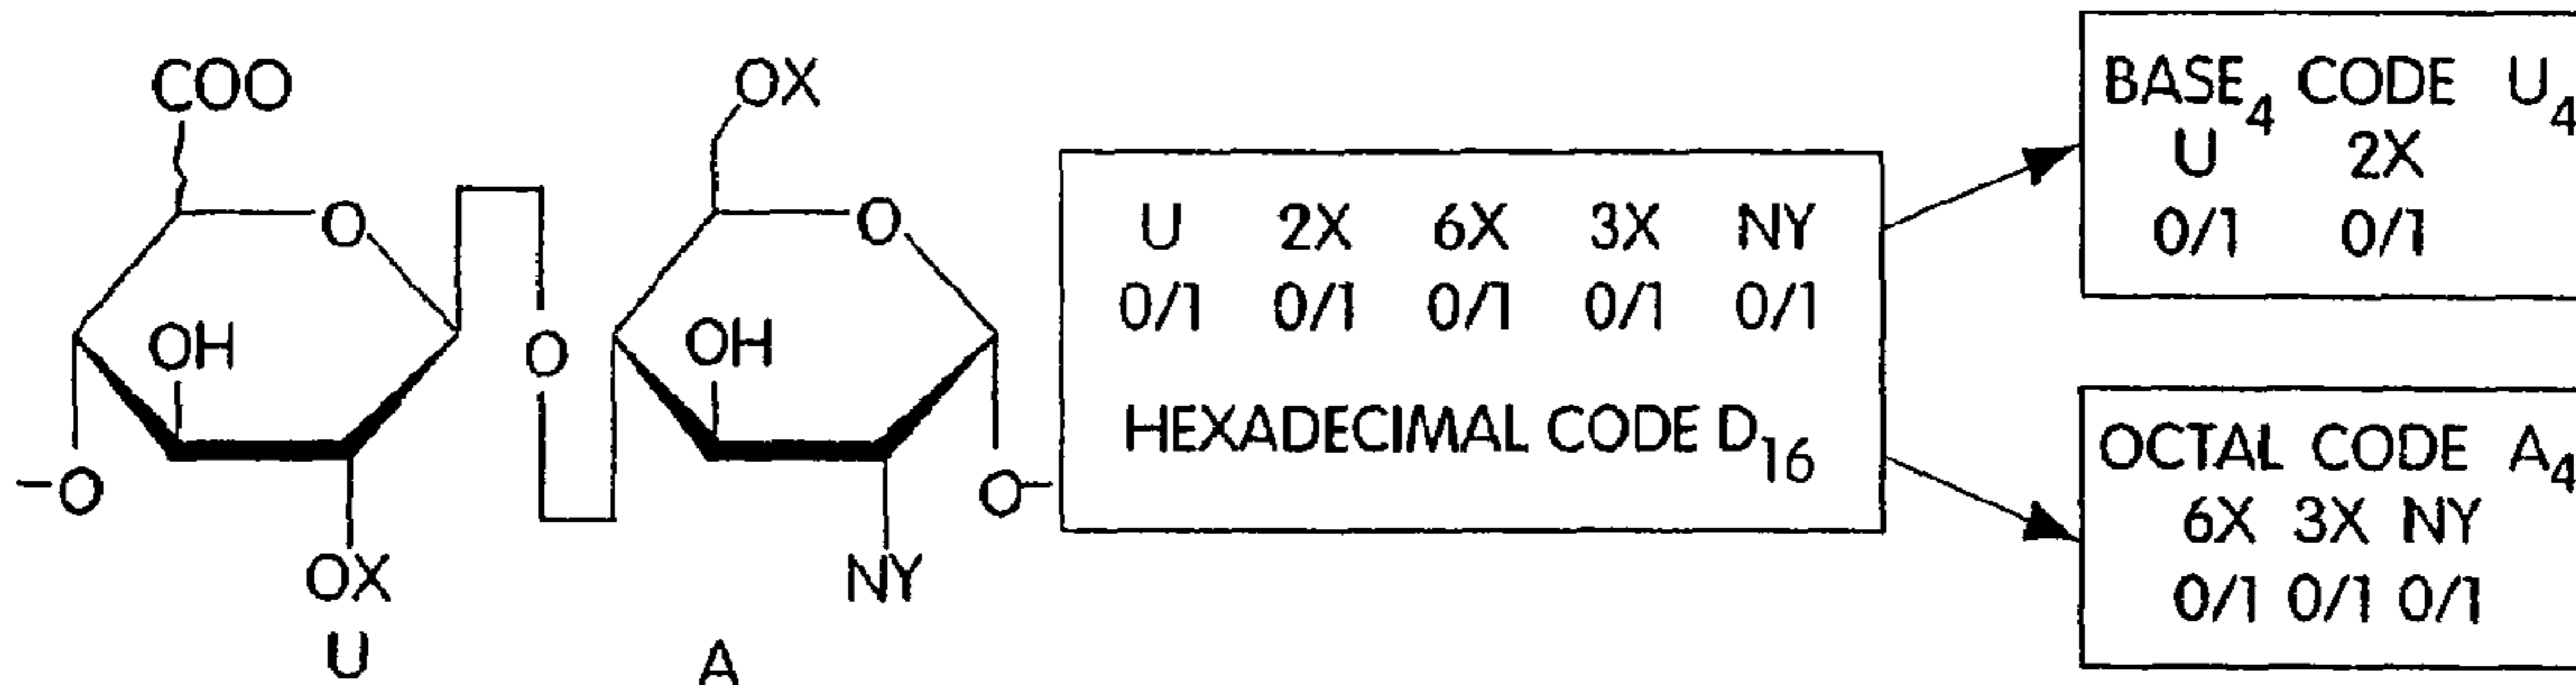 COO
OX
O
O
OH
OH
O
O
O
OX
NY
U
A
U 2X 6X 3X NY
0/1 0/1 0/1 0/1 0/1
HEXADECIMAL CODE D16
BASE4 CODE U4
U 2X
0/1 0/1
OCTAL CODE A4
6X 3X NY
0/1 0/1 0/1